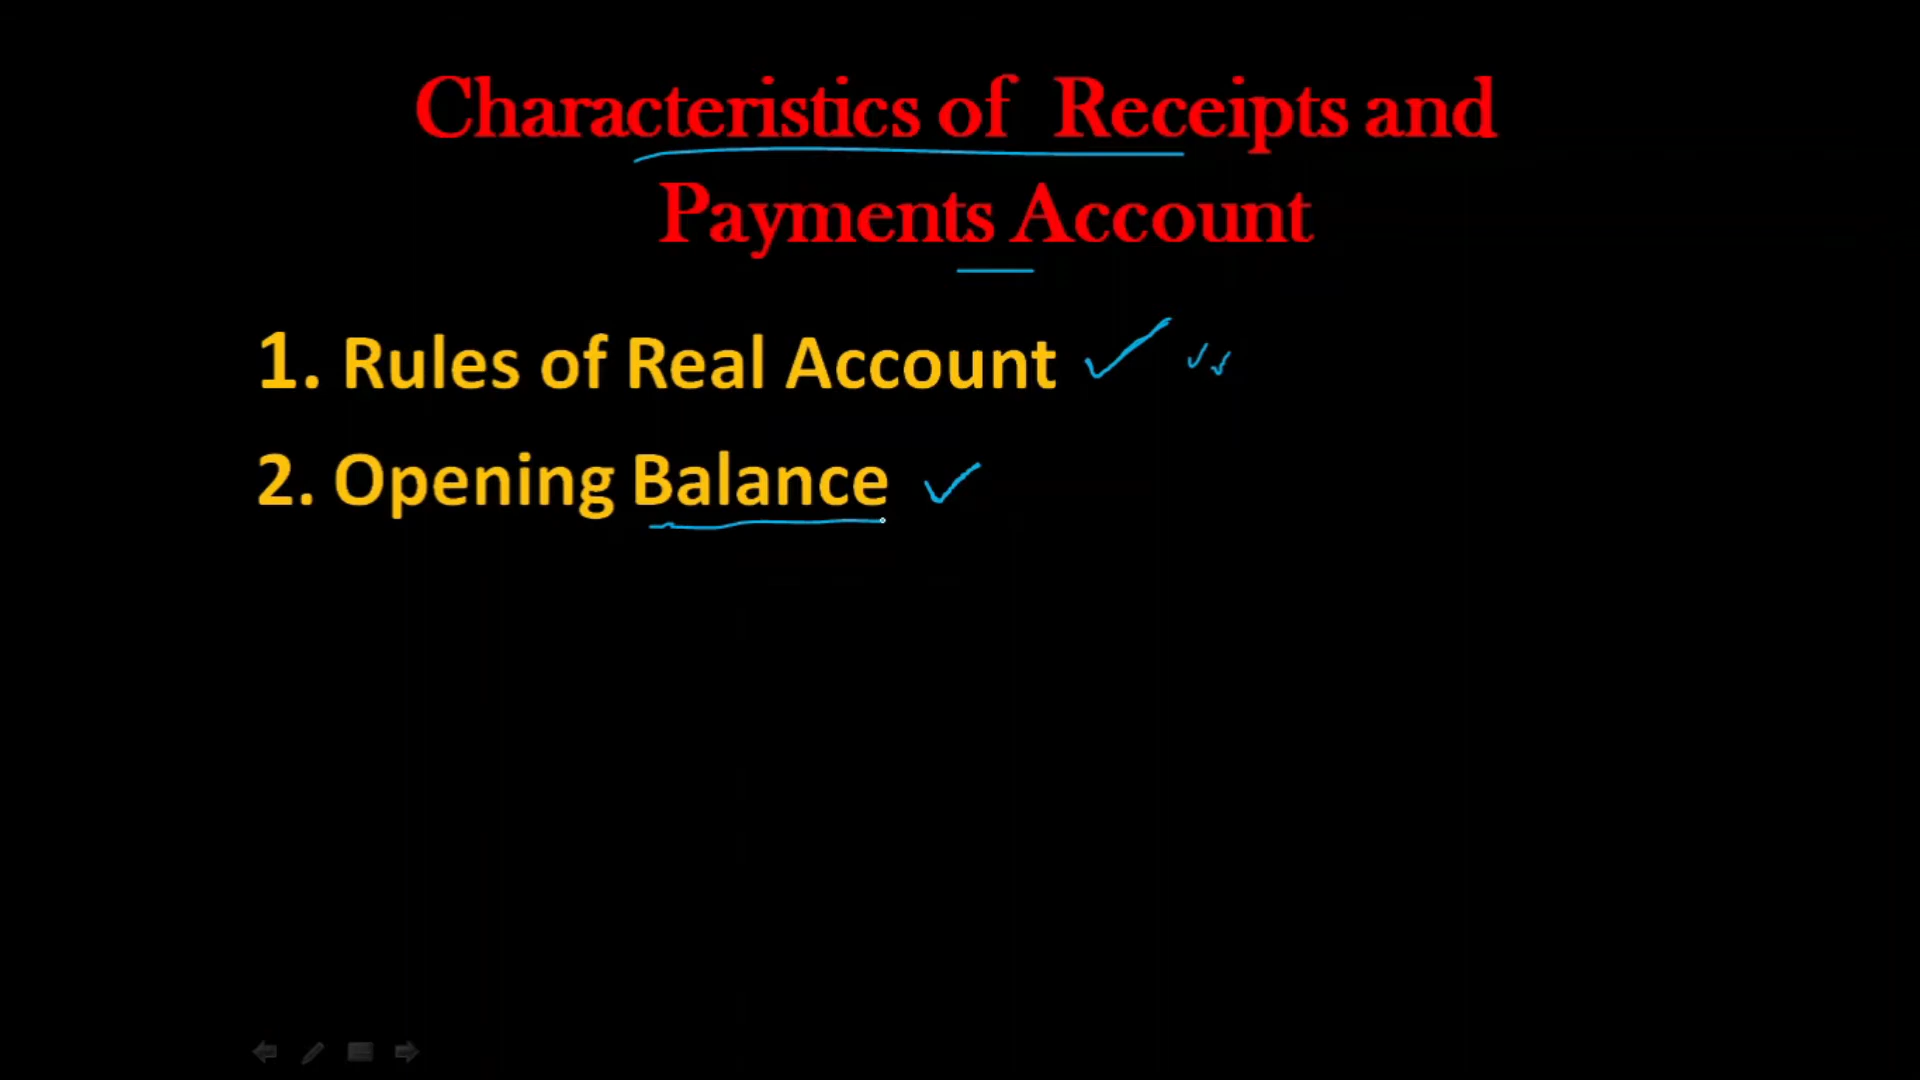 Characteristics of Receipts and
Payments Account
1. Rules of Real Account
2. Opening Balance